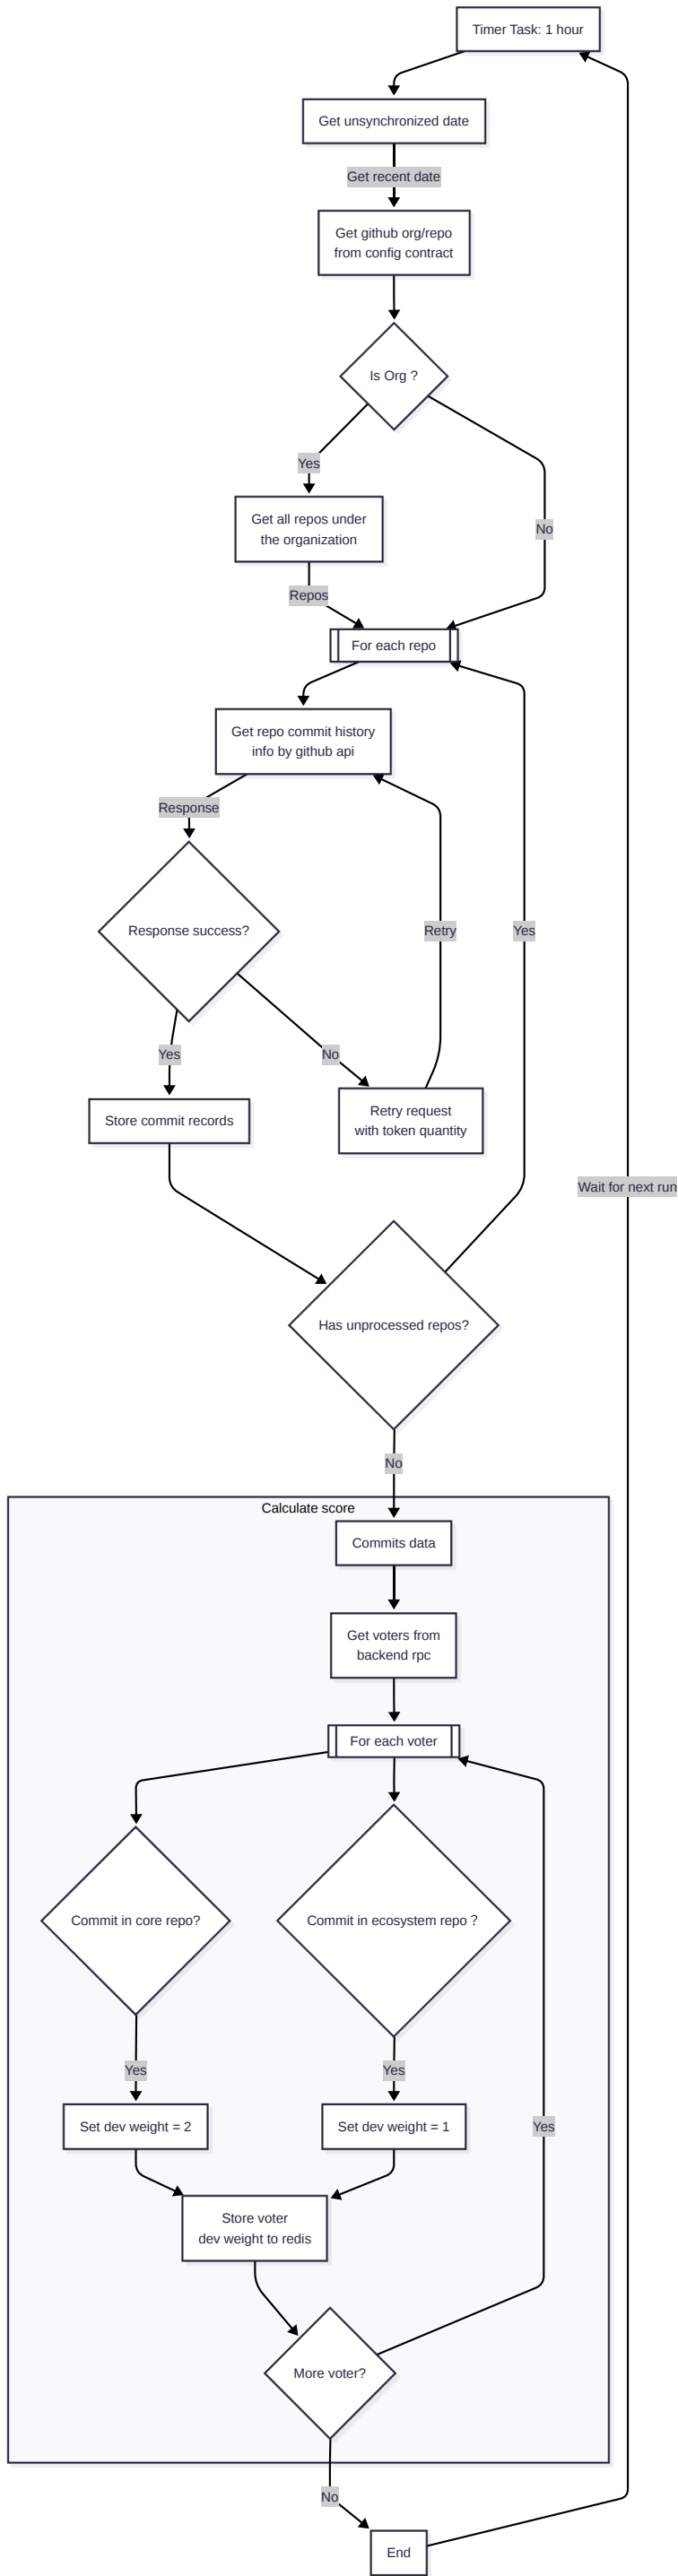 Timer Task: 1 hour
Get unsynchronized date
Get recent date
Get github org/repo
from config contract
Is Org ?
Yes
Get all repos under
the organization
No
Repos
For each repo
Get repo commit history
info by github api
Response
Response success?
Retry
Yes
Yes
No
Store commit records
Retry request
with token quantity
Wait for next run
Has unprocessed repos?
No
Calculate score
Commits data
Get voters from
backend rpc
For each voter
Commit in core repo?
Commit in ecosystem repo ?
Yes
Yes
Set dev weight = 2
Set dev weight = 1
Yes
Store voter
dev weight to redis
More voter?
No
End